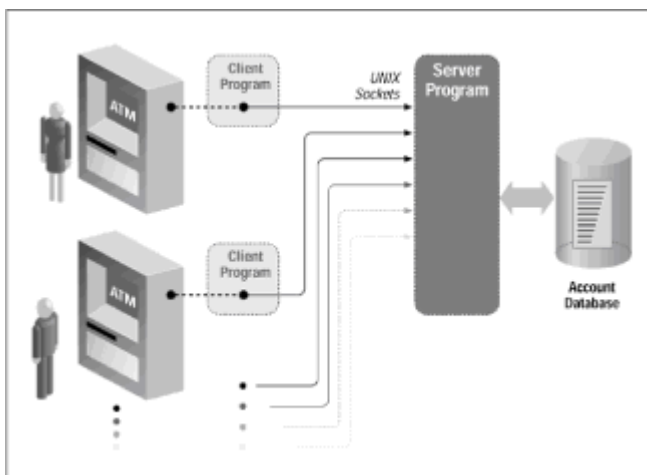 Client
Program
ATM
UNIX
Sockets
Server
Program
Account
Database
Client
Program
ATM